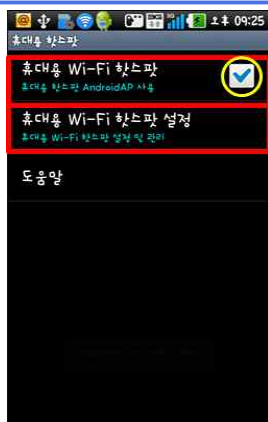 오전 09:25
휴대용 핫스팟
휴대용 Wi-Fi 핫스팟
휴대용 핫스팟 AndroidAP 사용
휴대용 Wi-Fi 핫스팟 설정
휴대용 Wi-Fi 핫스팟 설정 및 관리
도움말